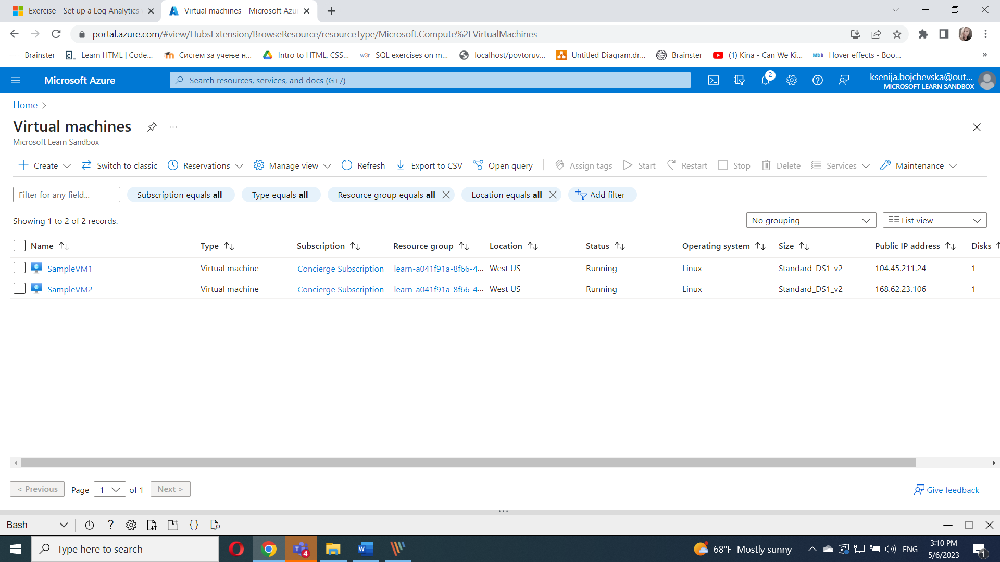 Exercise - Set up a Log Analytics
Virtual machines - Microsoft Azu
portal.azure.com/#view/HubsExtension/BrowseResource/resourceType/Microsoft.Compute%2FVirtualMachines
Brainster
Learn HTML | Code...
Систем за учење н...
Intro to HTML, CSS...
w3r SQL exercises on m...
localhost/povtoruv...
Untitled Diagram.dr...
Brainster
(1) Kina - Can We Ki...
MDB Hover effects - Boo...
»
Microsoft Azure
Search resources, services, and docs (G+/)
2
ksenija.bojchevska@out...
MICROSOFT LEARN SANDBOX
Home
Virtual machines
...
Microsoft Learn Sandbox
Create
Switch to classic
Reservations
Manage view
Refresh
Export to CSV
Open query
Assign tags
Start
Restart
Stop
Delete
Services
Maintenance
Filter for any field...
Subscription equals all
Type equals all
Resource group equals all
Location equals all
Add filter
Showing 1 to 2 of 2 records.
No grouping
List view
Name Type Subscription Resource group Location Status Operating system Size Public IP address Disks
SampleVM1 Virtual machine Concierge Subscription learn-a041f91a-8f66-4... West US Running Linux Standard_DS1_v2 104.45.211.24 1
SampleVM2 Virtual machine Concierge Subscription learn-a041f91a-8f66-4... West US Running Linux Standard_DS1_v2 168.62.23.106 1
< Previous Page 1 of 1 Next >
Give feedback
Bash
? { }
Type here to search
W
T 4
68°F Mostly sunny
ENG
3:10 PM
5/6/2023
1